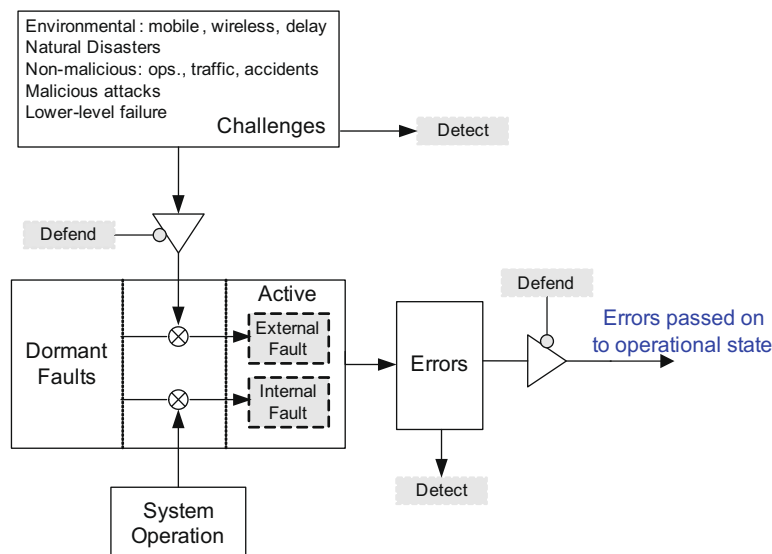 Environmental: mobile, wireless, delay
Natural Disasters
Non-malicious: ops., traffic, accidents
Malicious attacks
Lower-level failure
Challenges
Detect
Defend
Defend
Active
External
Fault
Errors passed on
to operational state
Dormant
Faults
Errors
Internal
Fault
Detect
System
Operation